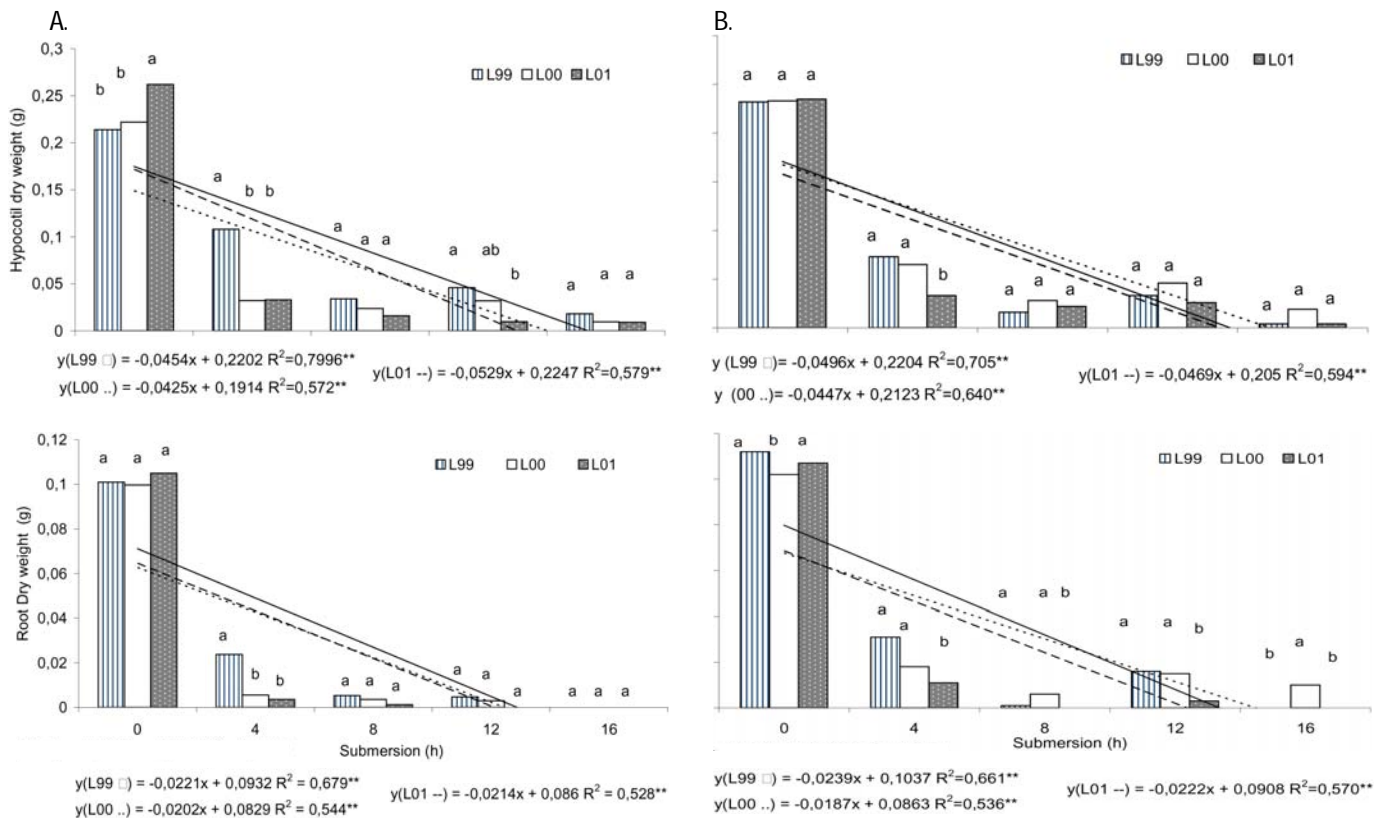 A.
0,3
0,25
0,2
0,15
0,1
0,05
0
Hypocotil dry weight (g)
b b a
a b b
a a a
a ab b
a a a
L99 L00 L01
y(L99 □) = -0,0454x + 0,2202 R²=0,7996**
y(L00 ..) = -0,0425x + 0,1914 R²=0,572**
y(L01 --) = -0,0529x + 0,2247 R²=0,579**
B.
a a a
a a b
a a a
a a a
a a a
L99 L00 L01
y (L99 □) = -0,0496x + 0,2204 R²=0,705**
y (00 ..)= -0,0447x + 0,2123 R²=0,640**
y(L01 --) = -0,0469x + 0,205 R²=0,594**
0,12
0,1
0,08
0,06
0,04
0,02
0
Root Dry weight (g)
a a a
a b b
a a a
a a a
a a a
L99 L00 L01
0 4 8 12 16
Submersion (h)
y(L99 □) = -0,0221x + 0,0932 R² = 0,679**
y(L00 ..) = -0,0202x + 0,0829 R² = 0,544**
y(L01 --) = -0,0214x + 0,086 R² = 0,528**
a b a
a a b
a a b
a a b
b a b
L99 L00 L01
0 4 8 12 16
Submersion (h)
y(L99 □) = -0,0239x + 0,1037 R²=0,661**
y(L00 ..) = -0,0187x + 0,0863 R²=0,536**
y(L01 --) = -0,0222x + 0,0908 R²=0,570**